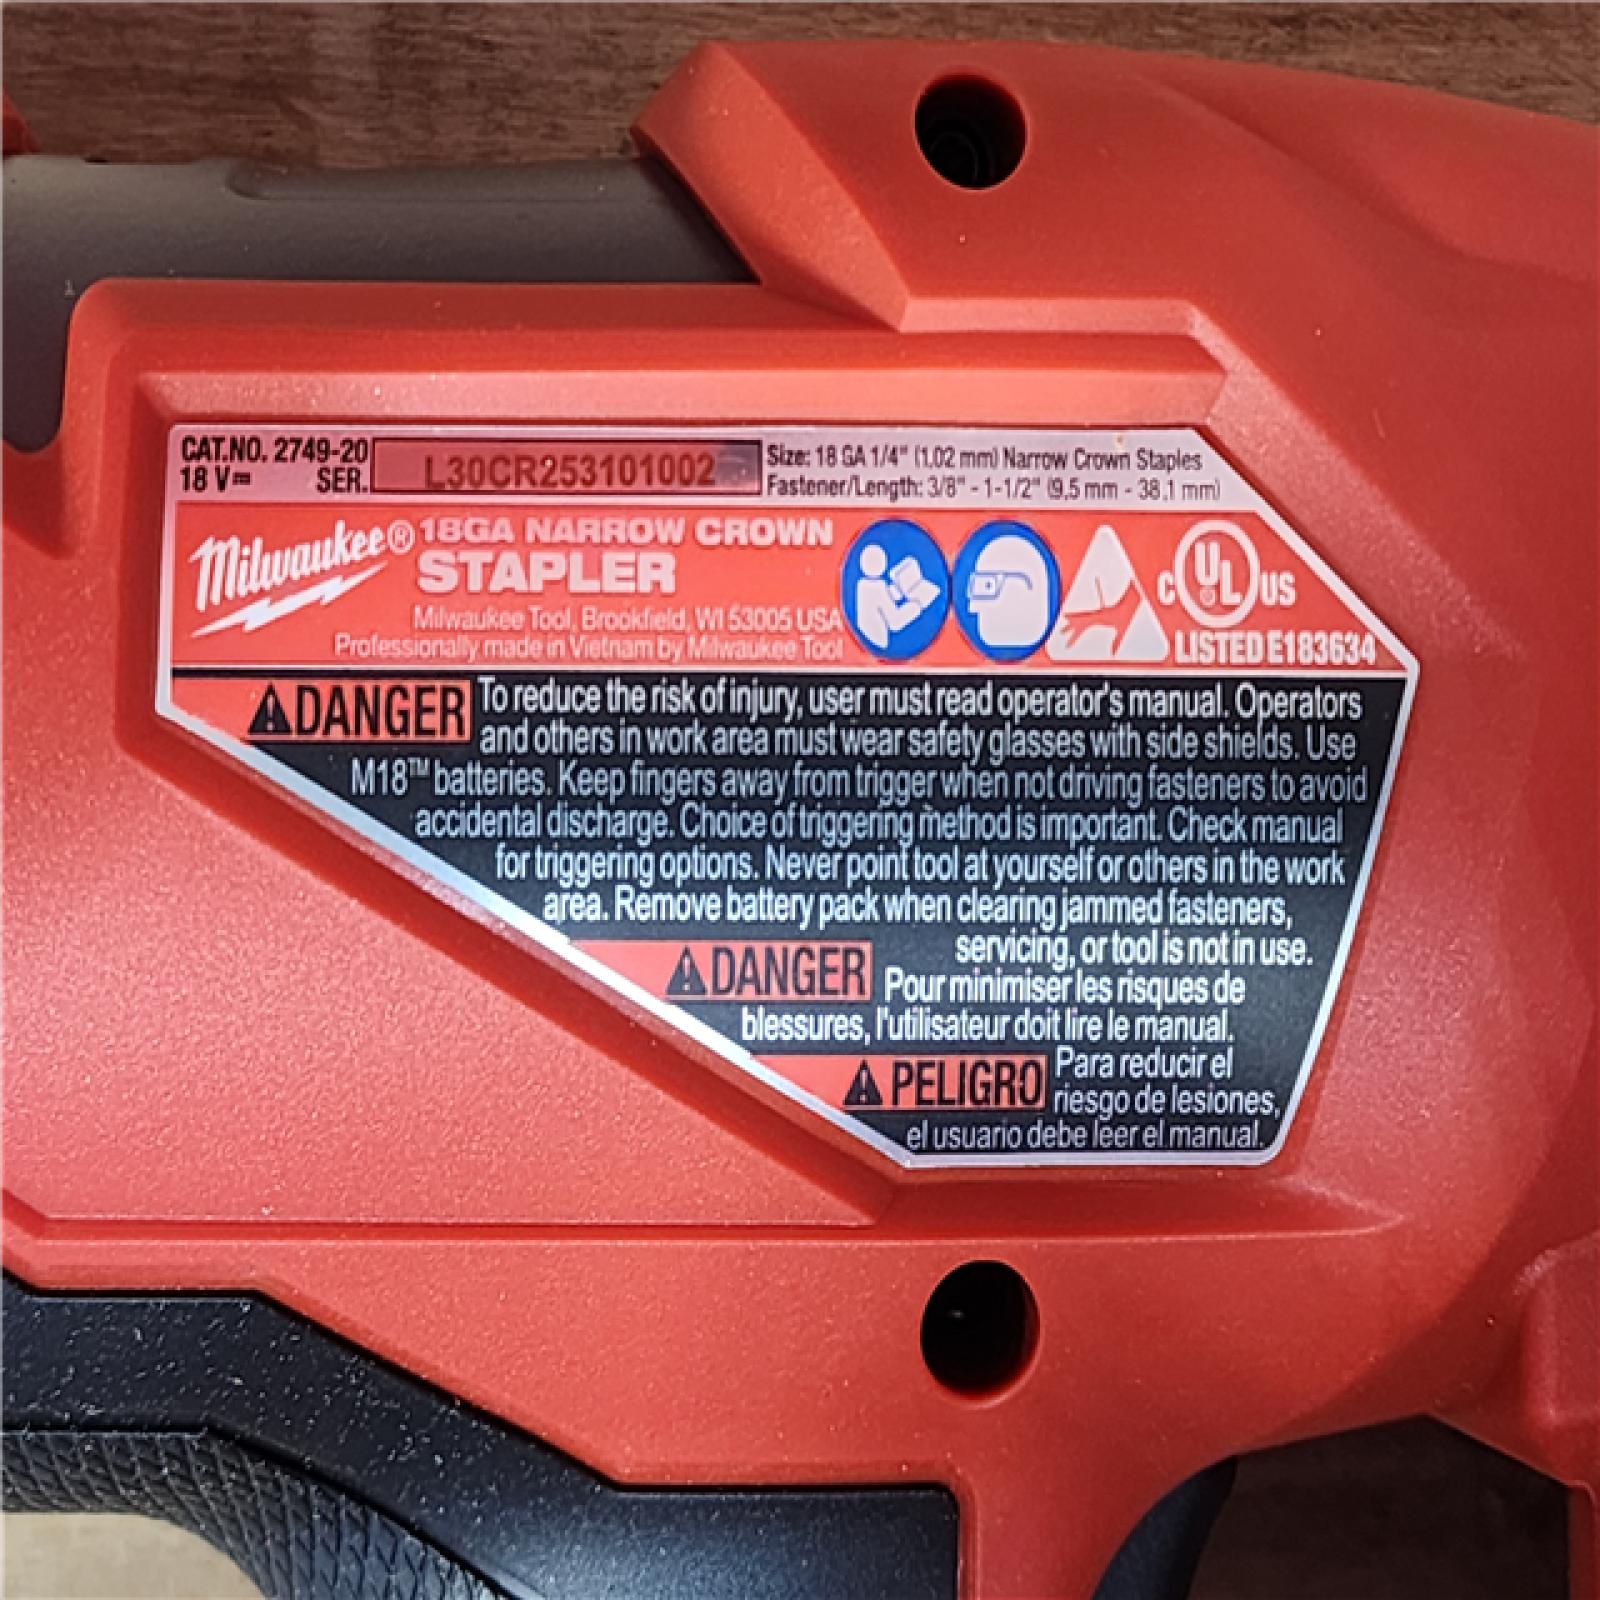 CAT.NO. 2749-20
18 V⎓ SER. L30CR253101002
Size: 18 GA 1/4" (1.02 mm) Narrow Crown Staples
Fastener/Length: 3/8" - 1-1/2" (9.5 mm - 38.1 mm)
Milwaukee®
18GA NARROW CROWN
STAPLER
Milwaukee Tool, Brookfield, WI 53005 USA
Professionally made in Vietnam by Milwaukee Tool
C UL® US
LISTED E183634
DANGER To reduce the risk of injury, user must read operator's manual. Operators
and others in work area must wear safety glasses with side shields. Use
M18™ batteries. Keep fingers away from trigger when not driving fasteners to avoid
accidental discharge. Choice of triggering method is important. Check manual
for triggering options. Never point tool at yourself or others in the work
area. Remove battery pack when clearing jammed fasteners,
servicing, or tool is not in use.
DANGER Pour minimiser les risques de
blessures, l'utilisateur doit lire le manual.
PELIGRO Para reducir el
riesgo de lesiones,
el usuario debe leer el manual.